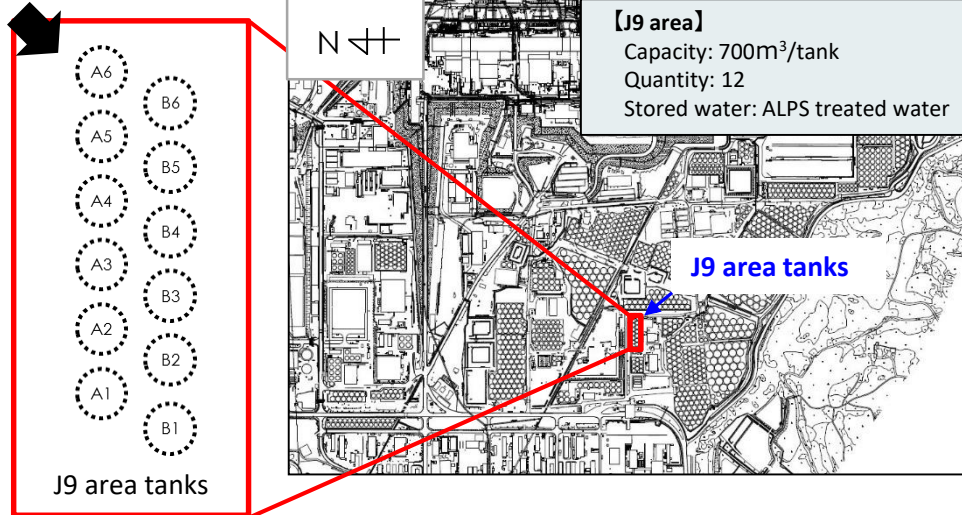 A6
B6
A5
B5
A4
B4
A3
B3
A2
B2
A1
B1
J9 area tanks
N
【J9 area】
Capacity: 700m³/tank
Quantity: 12
Stored water: ALPS treated water
J9 area tanks